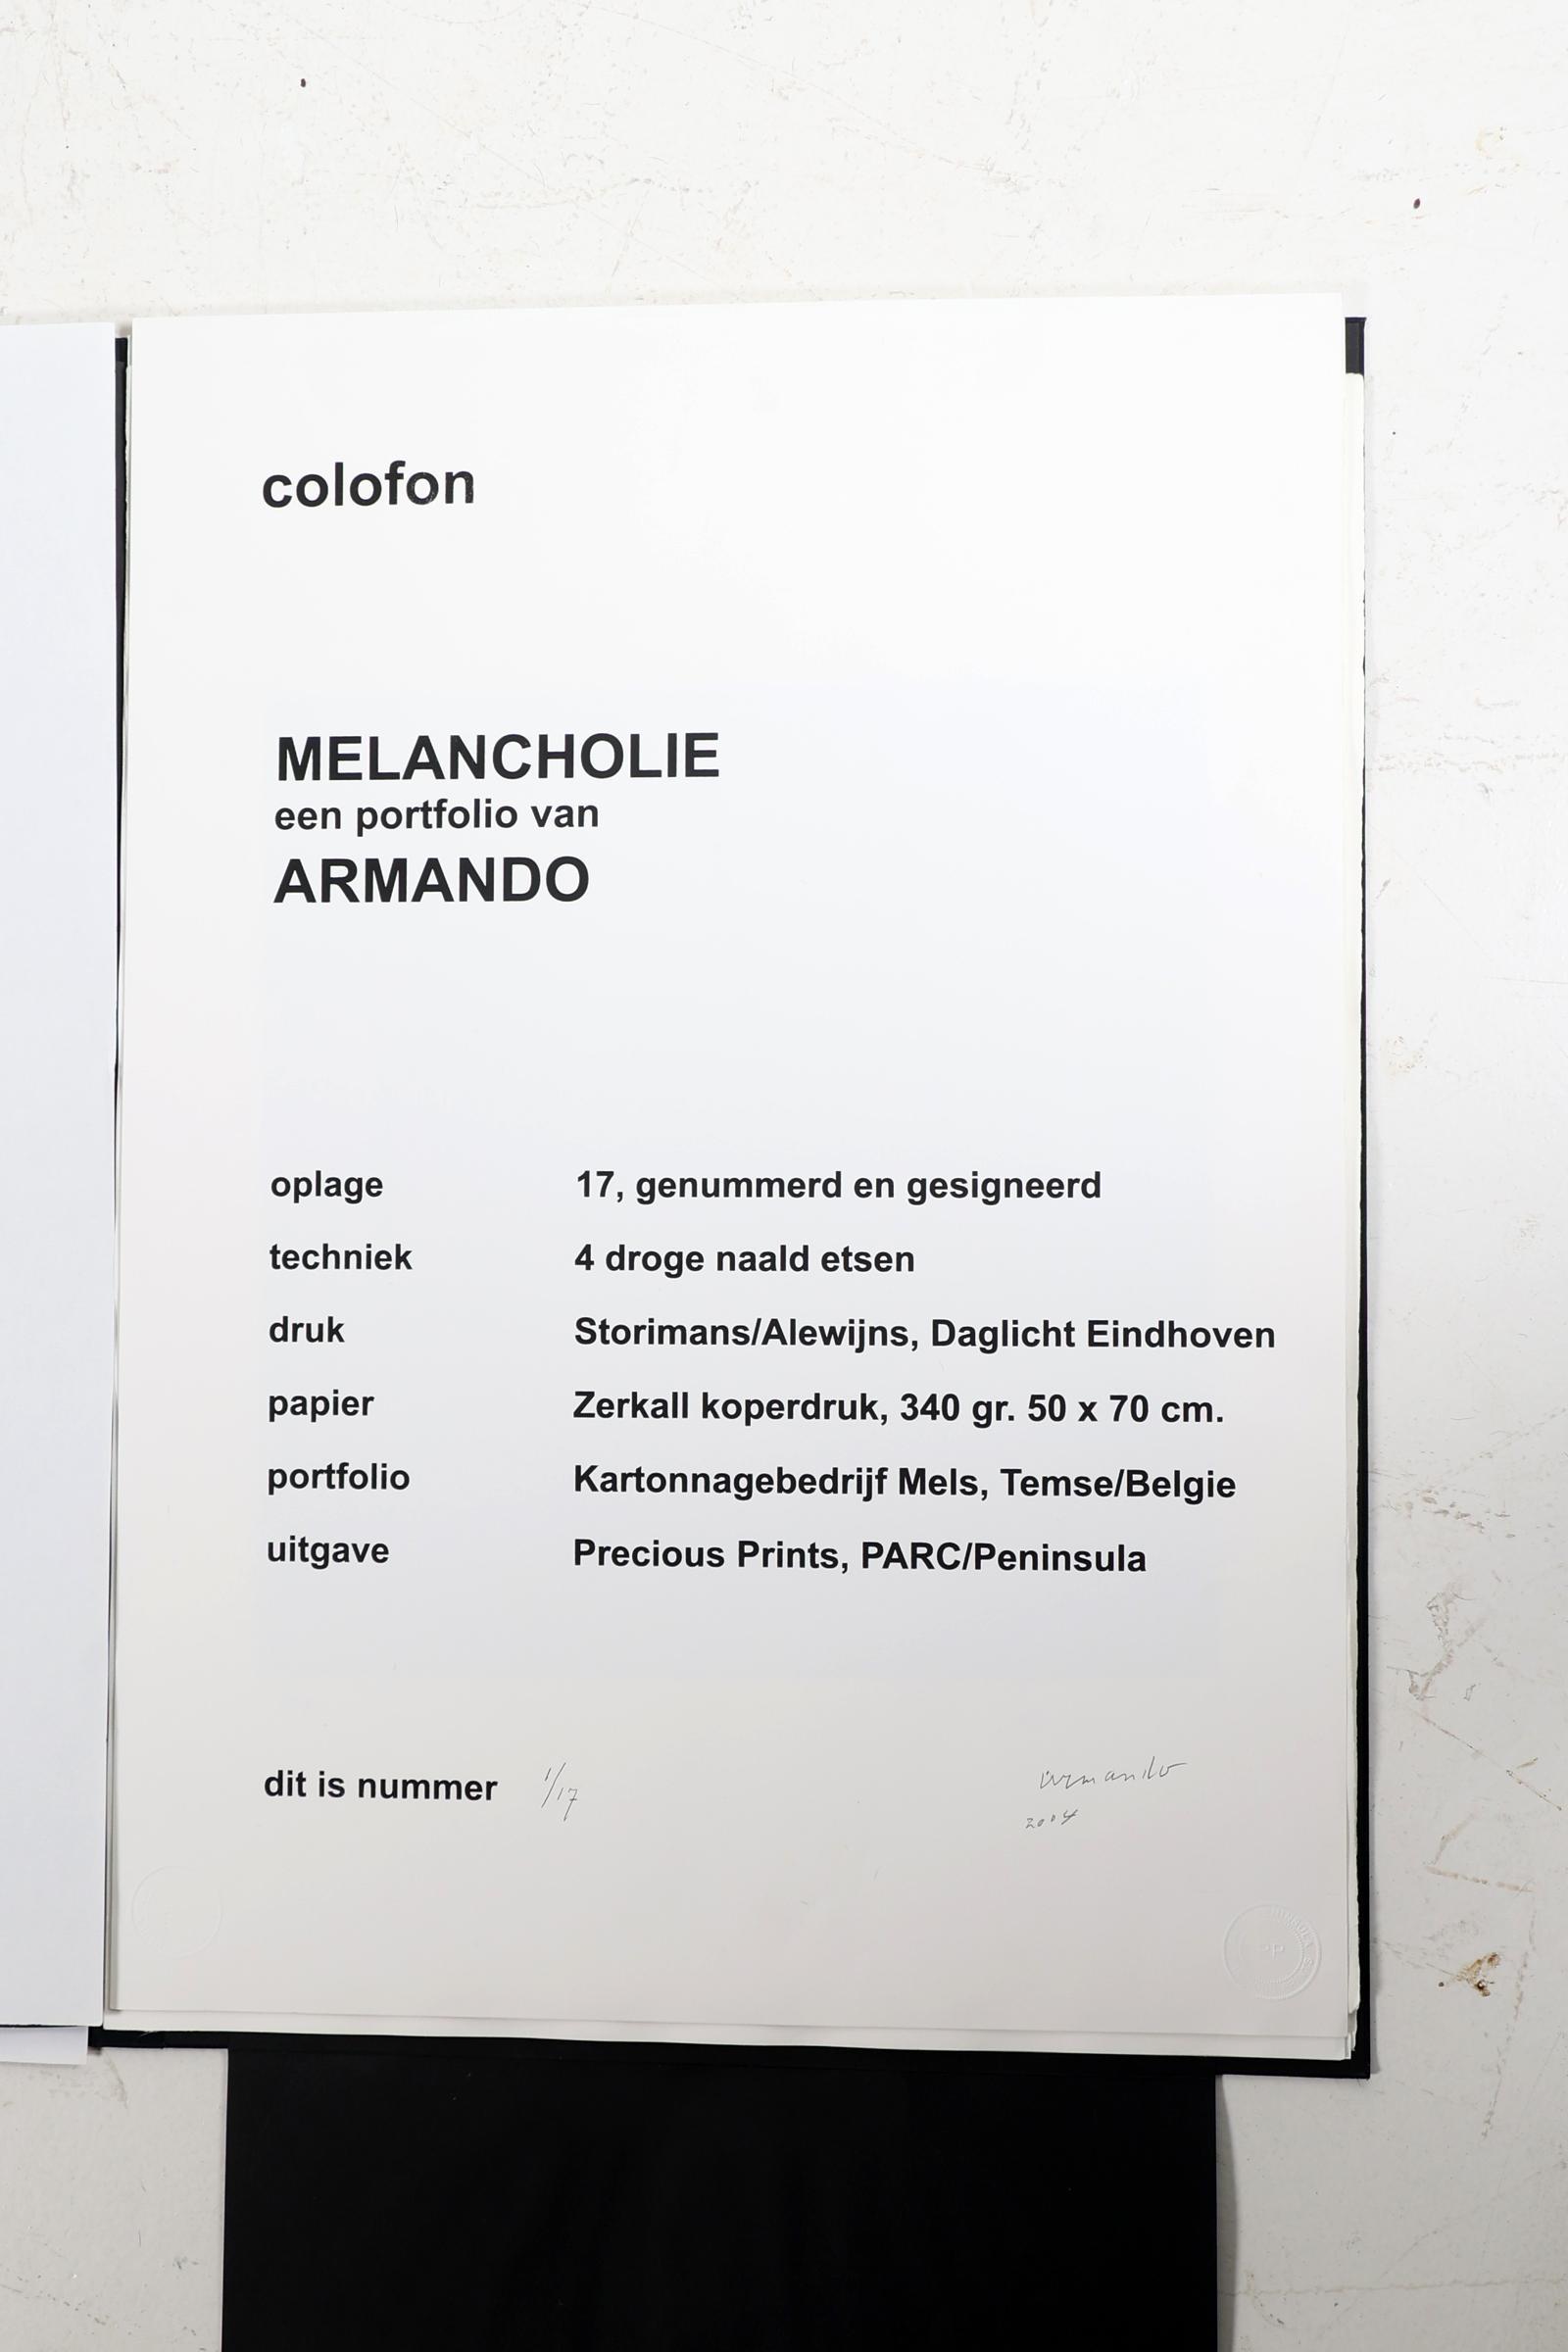 colofon
MELANCHOLIE
een portfolio van
ARMANDO
oplage 17, genummerd en gesigneerd
techniek 4 droge naald etsen
druk Storimans/Alewijns, Daglicht Eindhoven
papier Zerkall koperdruk, 340 gr. 50 x 70 cm.
portfolio Kartonnagebedrijf Mels, Temse/Belgie
uitgave Precious Prints, PARC/Peninsula
dit is nummer 1/17
armando
2004